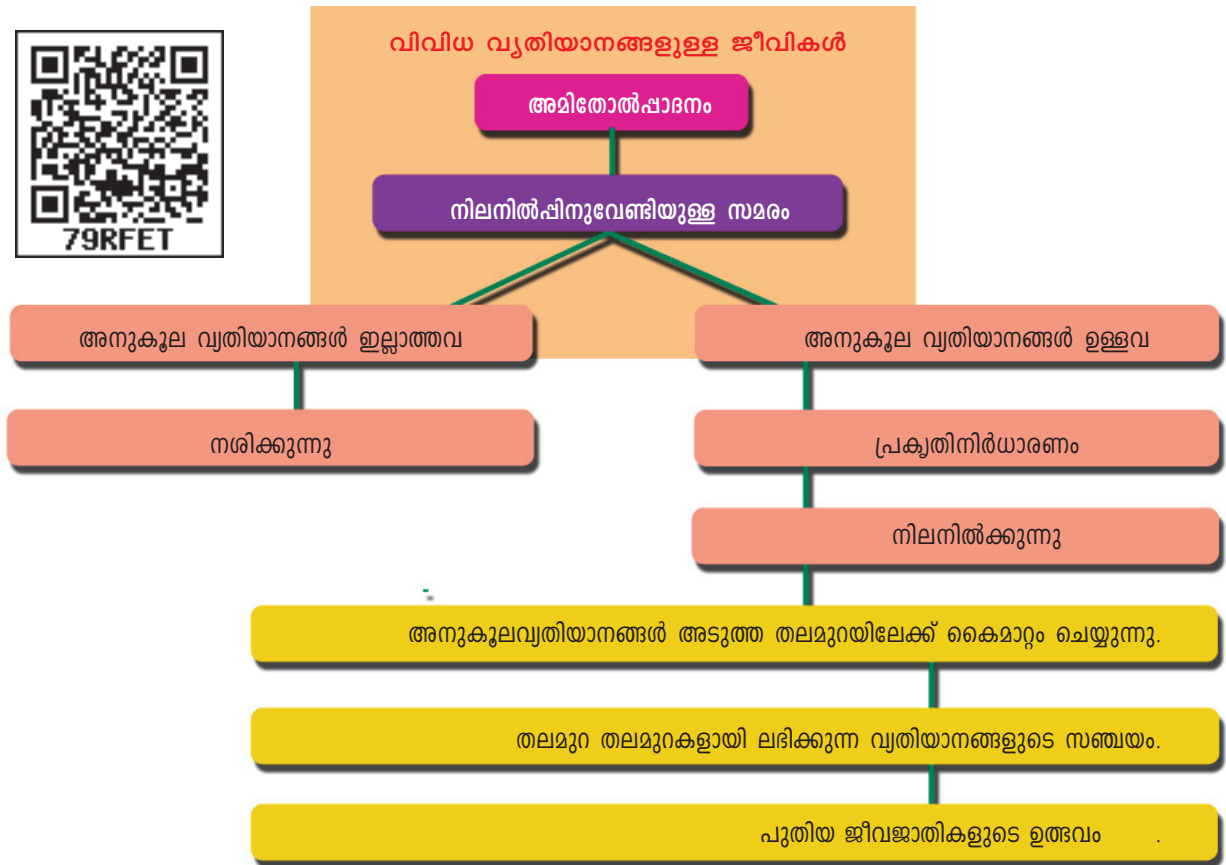 വിവിധ വ്യതിയാനങ്ങളുള്ള ജീവികൾ
അമിതോൽപ്പാദനം
നിലനിൽപ്പിനുവേണ്ടിയുള്ള സമരം
79RFET
അനുകൂല വ്യതിയാനങ്ങൾ ഇല്ലാത്തവ
അനുകൂല വ്യതിയാനങ്ങൾ ഉള്ളവ
നശിക്കുന്നു
പ്രകൃതിനിർധാരണം
നിലനിൽക്കുന്നു
അനുകൂലവ്യതിയാനങ്ങൾ അടുത്ത തലമുറയിലേക്ക് കൈമാറ്റം ചെയ്യുന്നു.
തലമുറ തലമുറകളായി ലഭിക്കുന്ന വ്യതിയാനങ്ങളുടെ സഞ്ചയം.
പുതിയ ജീവജാതികളുടെ ഉത്ഭവം .